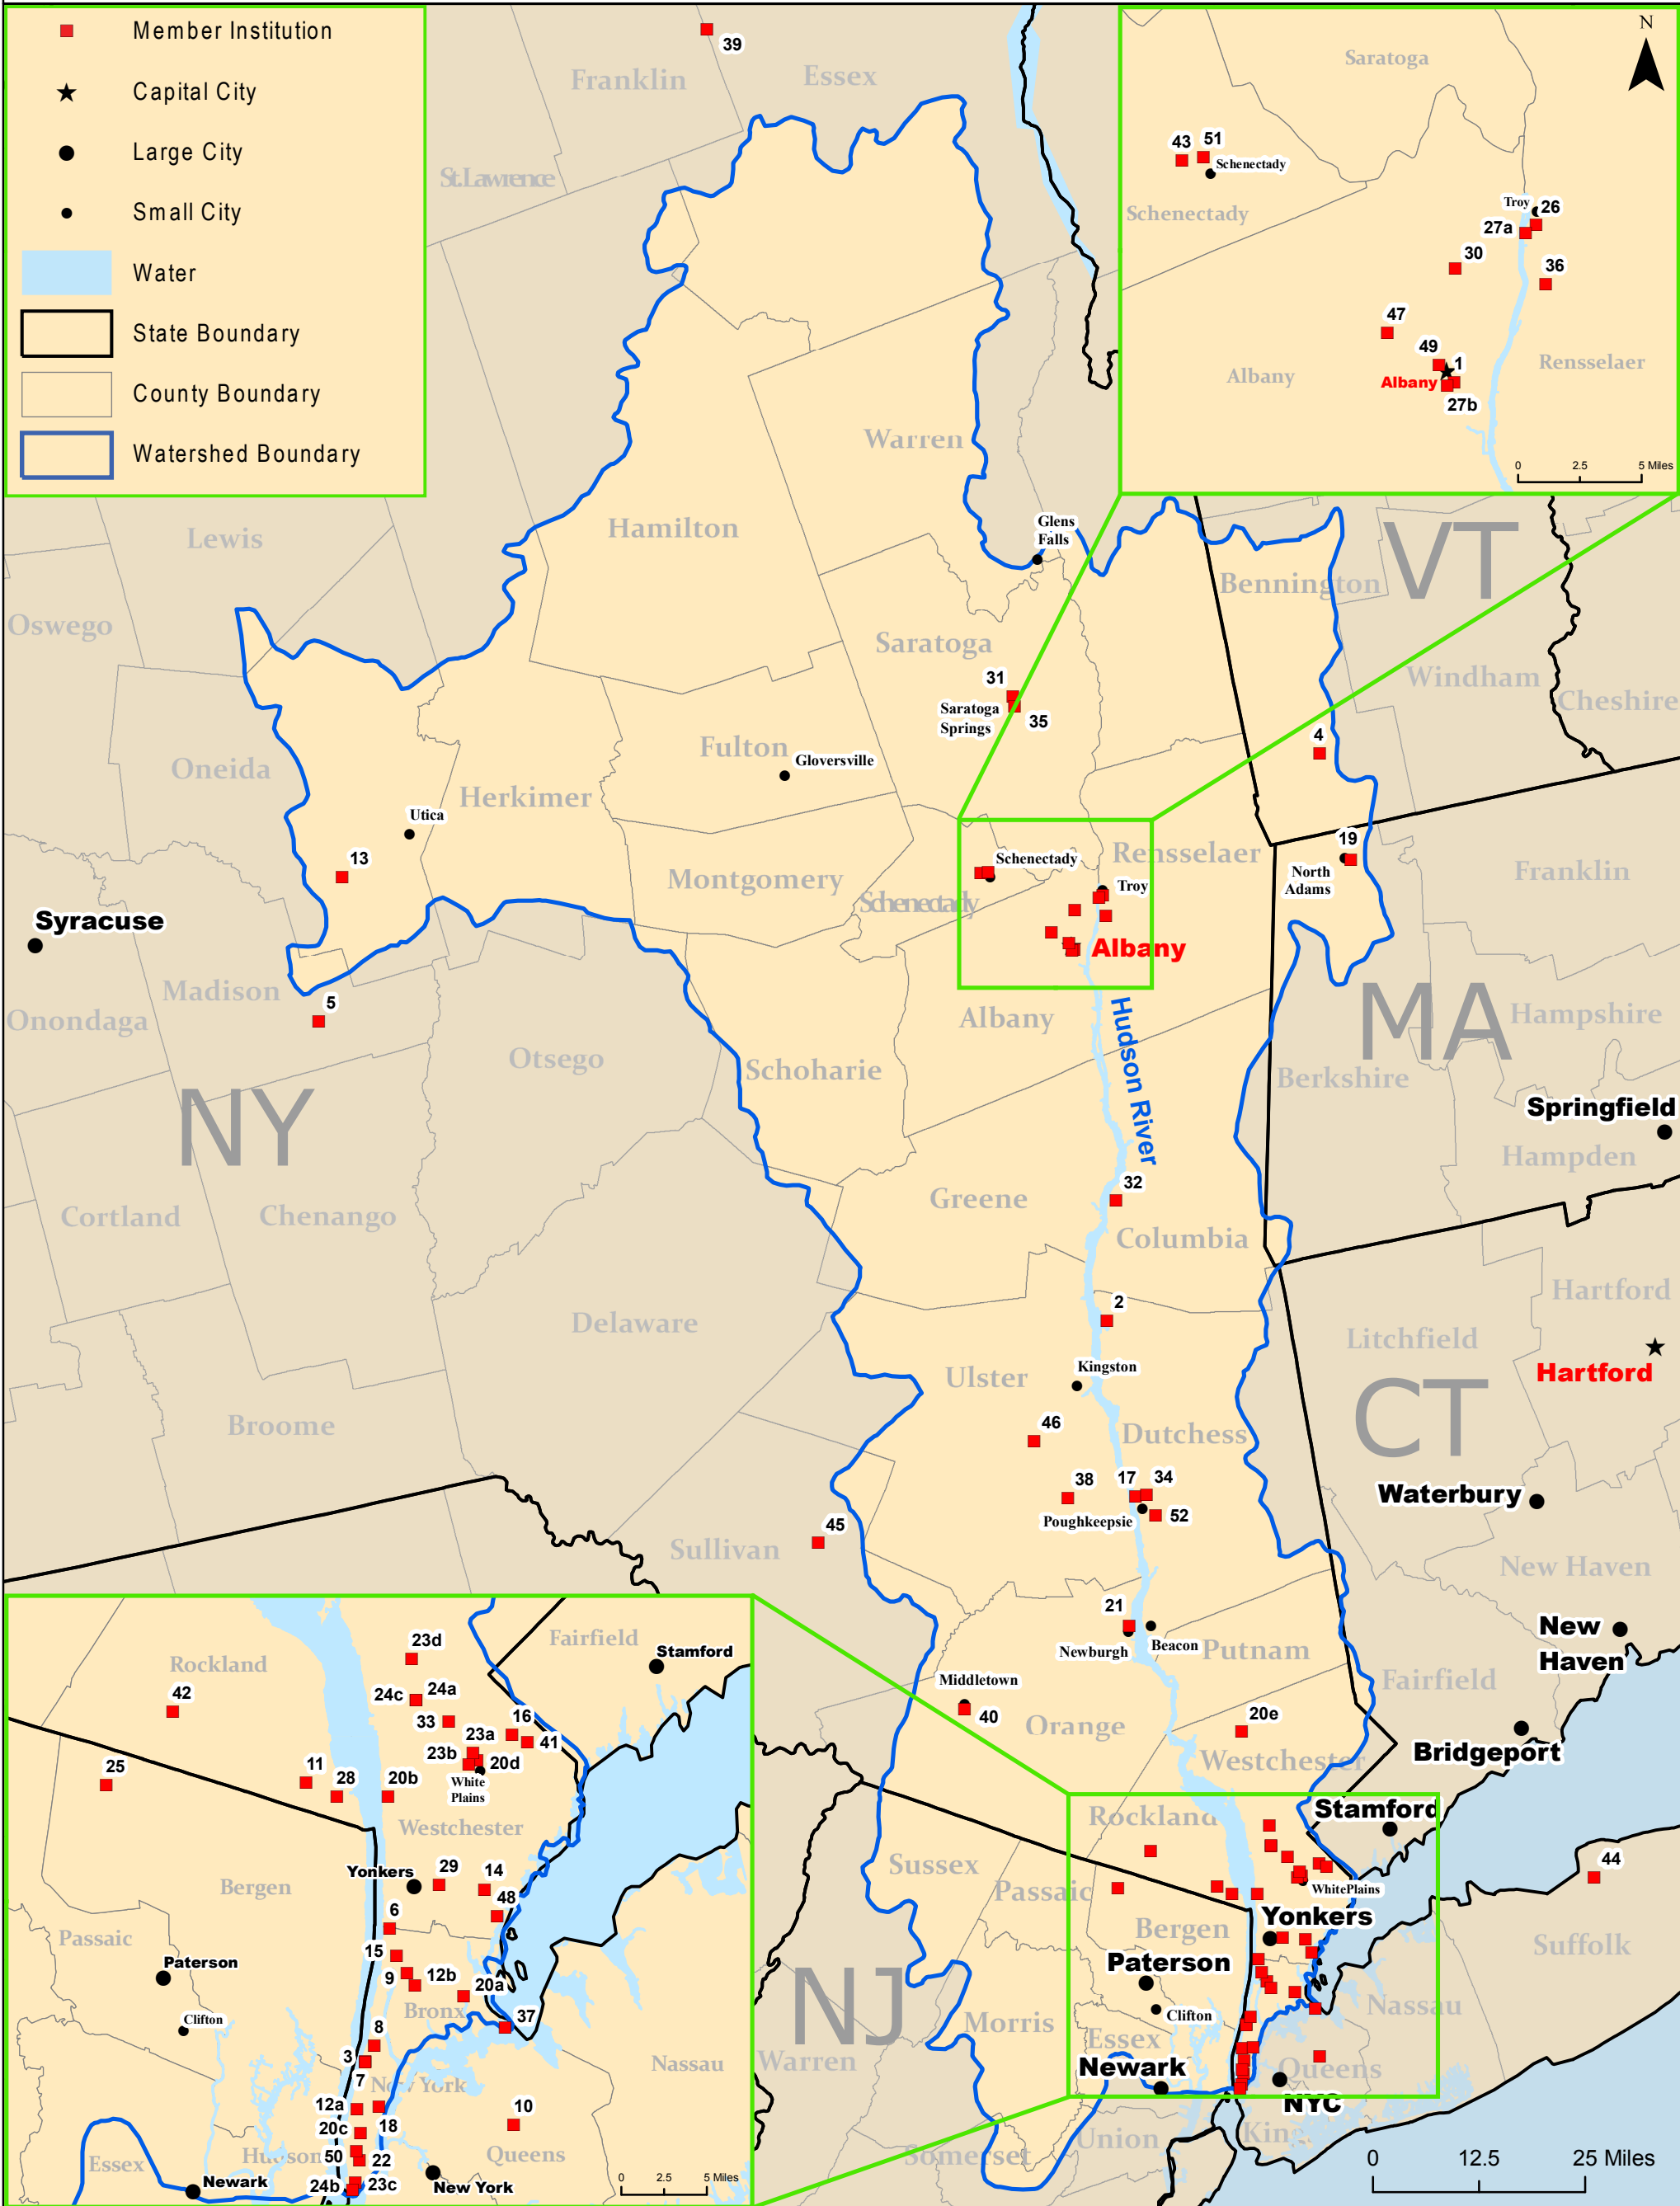 Member Institution
Capital City
Large City
Small City
Water
State Boundary
County Boundary
Watershed Boundary
39
Franklin
Essex
St.Lawrence
N
Saratoga
43
51
Schenectady
Schenectady
Troy
26
27a
30
36
47
49
1
Albany
Albany
27b
Rensselaer
0
2.5
5 Miles
Warren
Hamilton
Lewis
Glens
Falls
VT
Bennington
Oswego
Saratoga
Windham
Cheshire
31
Saratoga
Springs
35
4
Fulton
Gloversville
Oneida
Herkimer
Utica
13
Montgomery
Schenectady
Schenectady
Rensselaer
Troy
Albany
19
North
Adams
Franklin
Syracuse
Madison
Onondaga
5
Albany
MA
Hampshire
Otsego
Schoharie
Hudson River
Berkshire
NY
Springfield
Hampden
Cortland
Chenango
Greene
32
Columbia
Hartford
Delaware
2
Litchfield
Hartford
Kingston
Ulster
CT
Broome
46
Dutchess
38
17
34
Poughkeepsie
52
Waterbury
45
Sullivan
New Haven
21
Newburgh
Beacon
Putnam
New
Haven
Middletown
40
Orange
20e
Fairfield
Westchester
Bridgeport
Rockland
Stamford
Sussex
Passaic
WhitePlains
44
Bergen
Yonkers
Suffolk
Paterson
Clifton
NJ
Morris
Nassau
Essex
Warren
Newark
Queens
NYC
Union
Kings
Somerset
0
12.5
25 Miles
23d
Fairfield
Stamford
Rockland
42
24c
24a
33
23a
16
41
23b
20d
White
Plains
25
11
28
20b
Westchester
Yonkers
29
14
48
Bergen
6
Passaic
15
Paterson
9
12b
20a
Bronx
Clifton
37
8
3
7
New York
Nassau
12a
18
10
20c
Hudson
50
22
Queens
Essex
Newark
24b
23c
New York
0
2.5
5 Miles